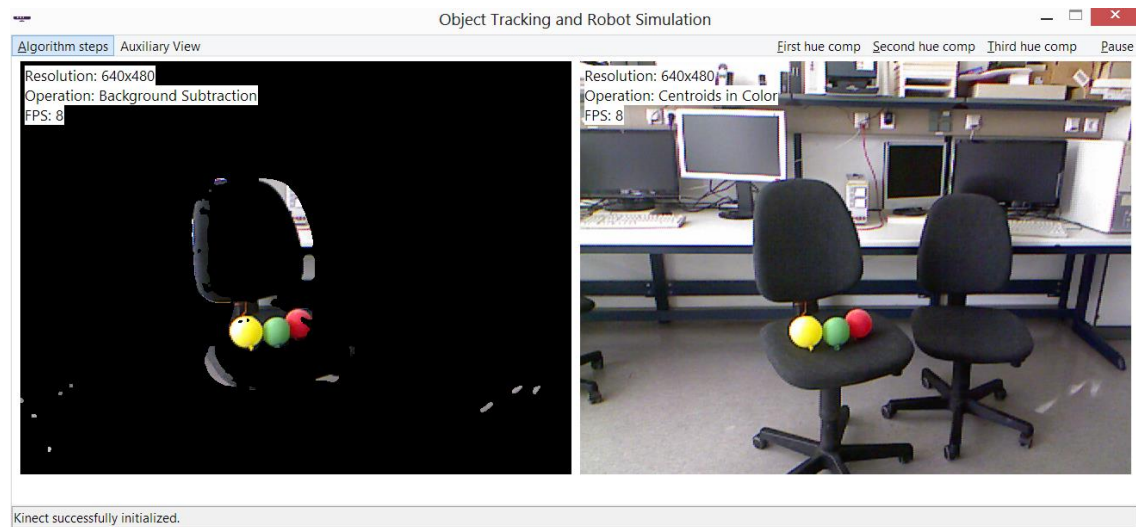 Object Tracking and Robot Simulation
Algorithm steps Auxiliary View First hue comp Second hue comp Third hue comp Pause
Resolution: 640x480
Operation: Background Subtraction
FPS: 8
Resolution: 640x480
Operation: Centroids in Color
FPS: 8
Kinect successfully initialized.